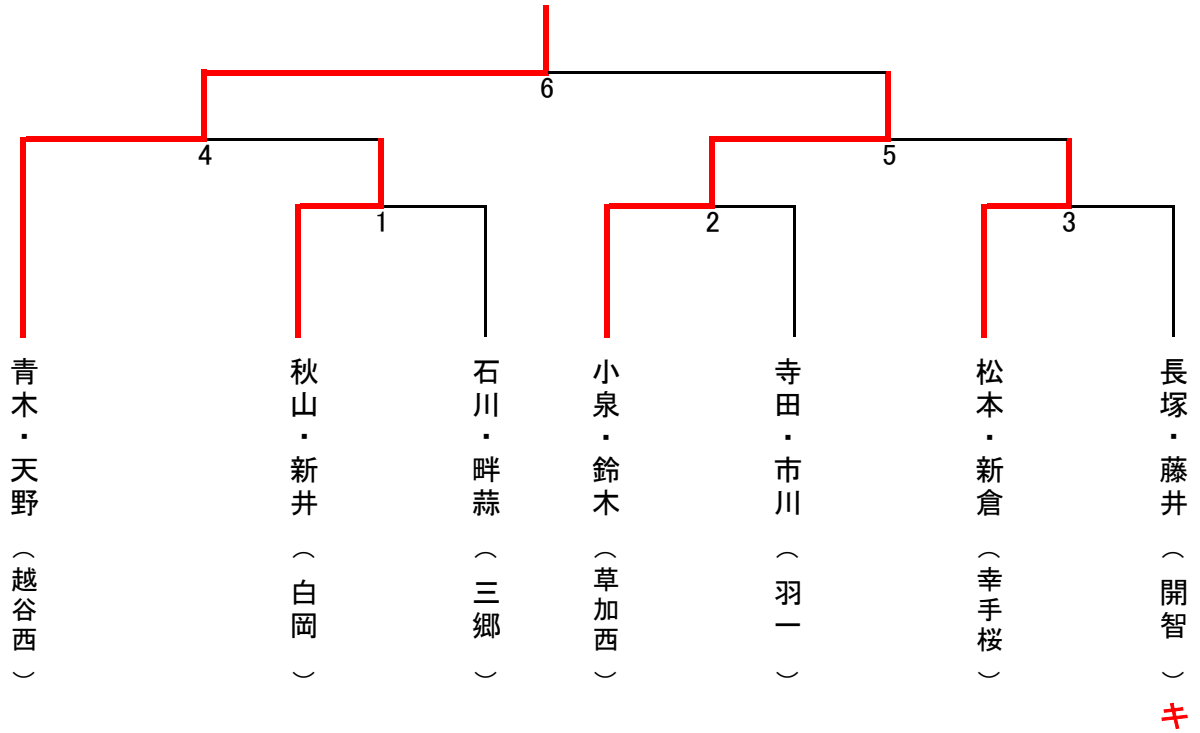 6
4
5
1
2
3
青木・天野（越谷西）
秋山・新井（白岡）
石川・畔蒜（三郷）
小泉・鈴木（草加西）
寺田・市川（羽一）
松本・新倉（幸手桜）
長塚・藤井（開智）キ